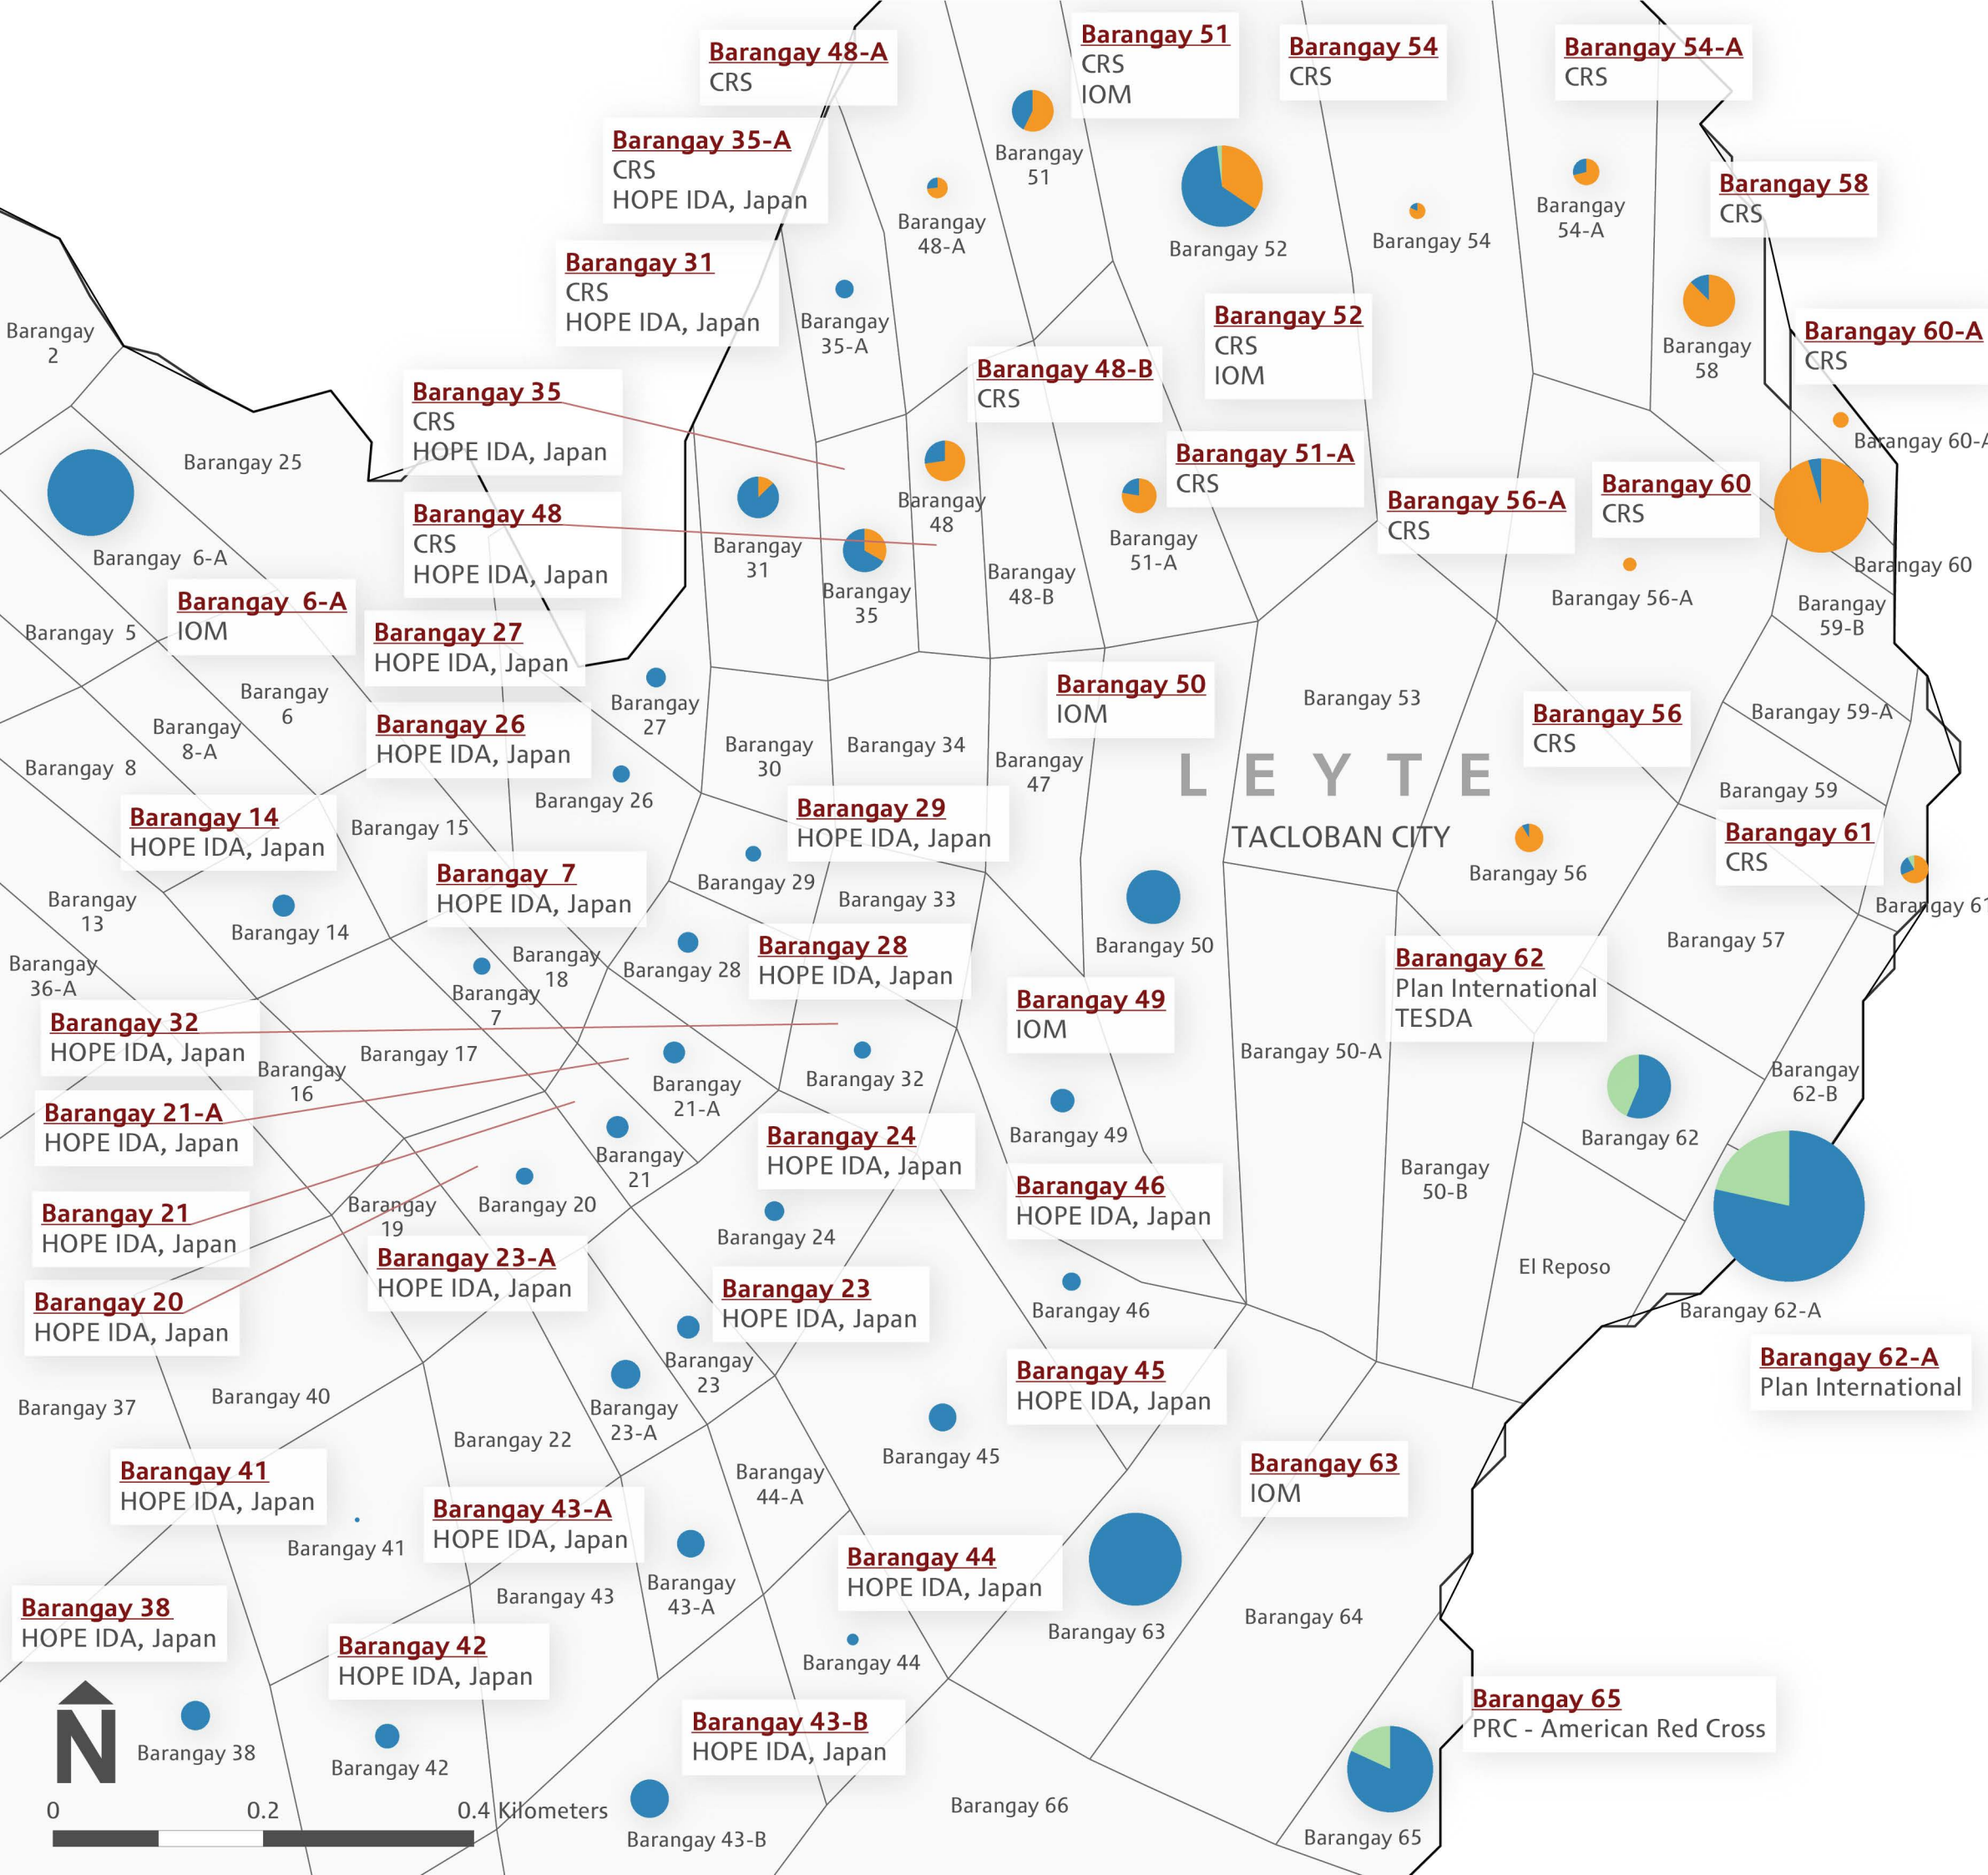 Barangay 48-A
CRS
Barangay 51
CRS
IOM
Barangay 54
CRS
Barangay 54-A
CRS
Barangay 35-A
CRS
HOPE IDA, Japan
Barangay
51
Barangay 58
CRS
Barangay
48-A
Barangay 52
Barangay 54
Barangay
54-A
Barangay 31
CRS
HOPE IDA, Japan
Barangay
35-A
Barangay 52
CRS
IOM
Barangay
58
Barangay 60-A
CRS
Barangay
2
Barangay 35
CRS
HOPE IDA, Japan
Barangay 48-B
CRS
Barangay 60-A
Barangay 25
Barangay 51-A
CRS
Barangay 56-A
CRS
Barangay 60
CRS
Barangay 48
CRS
HOPE IDA, Japan
Barangay
48
Barangay
31
Barangay
51-A
Barangay 6-A
Barangay
35
Barangay
48-B
Barangay 56-A
Barangay 60
Barangay 6-A
IOM
Barangay
59-B
Barangay 5
Barangay 27
HOPE IDA, Japan
Barangay
6
Barangay
27
Barangay 50
IOM
Barangay 53
Barangay 56
CRS
Barangay 59-A
Barangay
8-A
Barangay 26
HOPE IDA, Japan
Barangay
30
Barangay 34
Barangay
47
LEYTE
Barangay 8
Barangay 26
Barangay 59
Barangay 14
HOPE IDA, Japan
Barangay 15
Barangay 29
HOPE IDA, Japan
TACLOBAN CITY
Barangay 61
CRS
Barangay 7
HOPE IDA, Japan
Barangay 29
Barangay 56
Barangay
13
Barangay 14
Barangay 33
Barangay 61
Barangay 28
HOPE IDA, Japan
Barangay 50
Barangay 57
Barangay
36-A
Barangay
18
Barangay 28
Barangay 62
Plan International
TESDA
Barangay
7
Barangay 49
IOM
Barangay 32
HOPE IDA, Japan
Barangay 17
Barangay 50-A
Barangay
16
Barangay
21-A
Barangay 32
Barangay
62-B
Barangay 21-A
HOPE IDA, Japan
Barangay 24
HOPE IDA, Japan
Barangay 49
Barangay 62
Barangay
21
Barangay
50-B
Barangay 46
HOPE IDA, Japan
Barangay 21
HOPE IDA, Japan
Barangay
19
Barangay 20
Barangay 24
Barangay 23-A
HOPE IDA, Japan
El Reposo
Barangay 20
HOPE IDA, Japan
Barangay 23
HOPE IDA, Japan
Barangay 46
Barangay 62-A
Barangay 62-A
Plan International
Barangay
23
Barangay 45
HOPE IDA, Japan
Barangay 37
Barangay 40
Barangay
23-A
Barangay 22
Barangay 45
Barangay 63
IOM
Barangay 41
HOPE IDA, Japan
Barangay
44-A
Barangay 43-A
HOPE IDA, Japan
Barangay 41
Barangay 44
HOPE IDA, Japan
Barangay
43-A
Barangay 43
Barangay 38
HOPE IDA, Japan
Barangay 63
Barangay 64
Barangay 42
HOPE IDA, Japan
Barangay 44
Barangay 65
PRC - American Red Cross
Barangay 43-B
HOPE IDA, Japan
N
Barangay 38
Barangay 42
0 0.2 0.4 Kilometers
Barangay 66
Barangay 43-B
Barangay 65